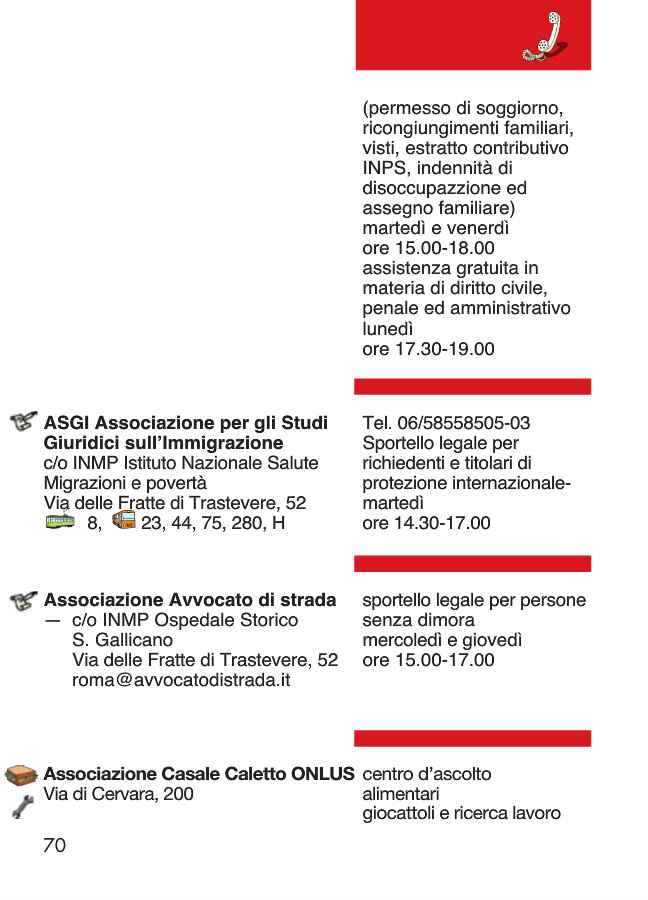 (permesso di soggiorno,
ricongiungimenti familiari,
visti, estratto contributivo
INPS, indennità di
disoccupazzione ed
assegno familiare)
martedì e venerdì
ore 15.00-18.00
assistenza gratuita in
materia di diritto civile,
penale ed amministrativo
lunedì
ore 17.30-19.00
ASGI Associazione per gli Studi
Giuridici sull'Immigrazione
c/o INMP Istituto Nazionale Salute
Migrazioni e povertà
Via delle Fratte di Trastevere, 52
8, 23, 44, 75, 280, H
Tel. 06/58558505-03
Sportello legale per
richiedenti e titolari di
protezione internazionale-
martedì
ore 14.30-17.00
Associazione Avvocato di strada
— c/o INMP Ospedale Storico
S. Gallicano
Via delle Fratte di Trastevere, 52
roma@avvocatodistrada.it
sportello legale per persone
senza dimora
mercoledì e giovedì
ore 15.00-17.00
Associazione Casale Caletto ONLUS
Via di Cervara, 200
centro d'ascolto
alimentari
giocattoli e ricerca lavoro
70